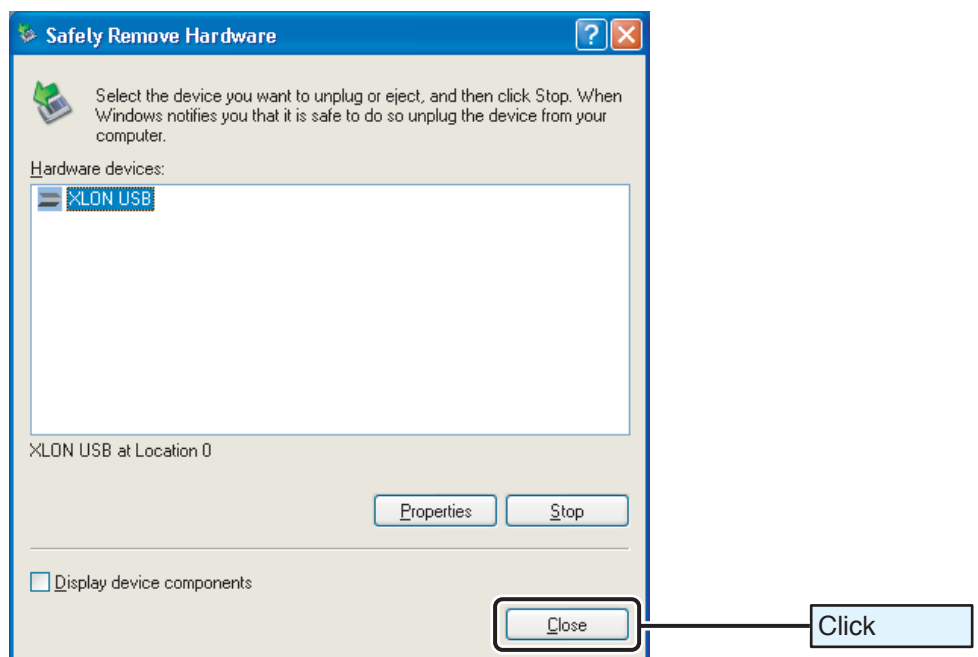 Safely Remove Hardware
Select the device you want to unplug or eject, and then click Stop. When
Windows notifies you that it is safe to do so unplug the device from your
computer.
Hardware devices:
XLON USB
XLON USB at Location 0
Properties Stop
Display device components
Close Click